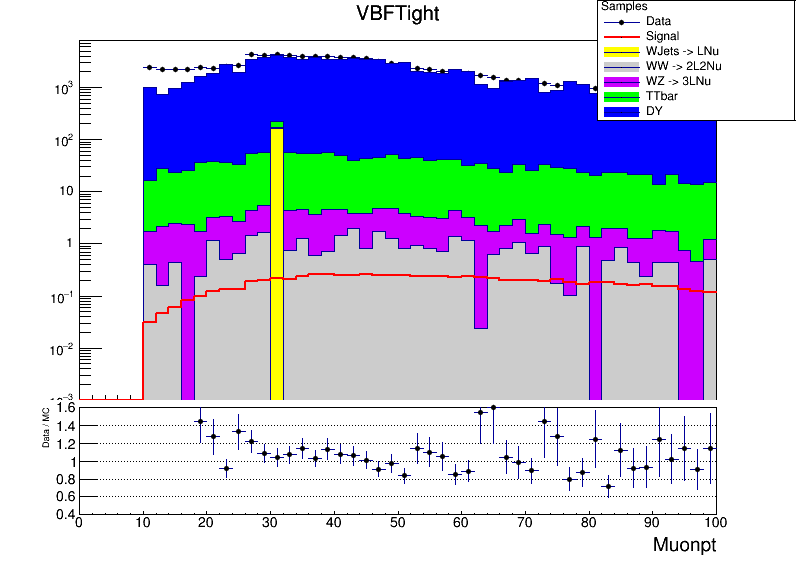 VBFTight
Samples
Data
Signal
WJets -> LNu
WW -> 2L2Nu
WZ -> 3LNu
TTbar
DY
10³
10²
10
1
10⁻¹
10⁻²
10⁻³
Data / MC
1.6
1.4
1.2
1
0.8
0.6
0.4
0 10 20 30 40 50 60 70 80 90 100
Muonpt